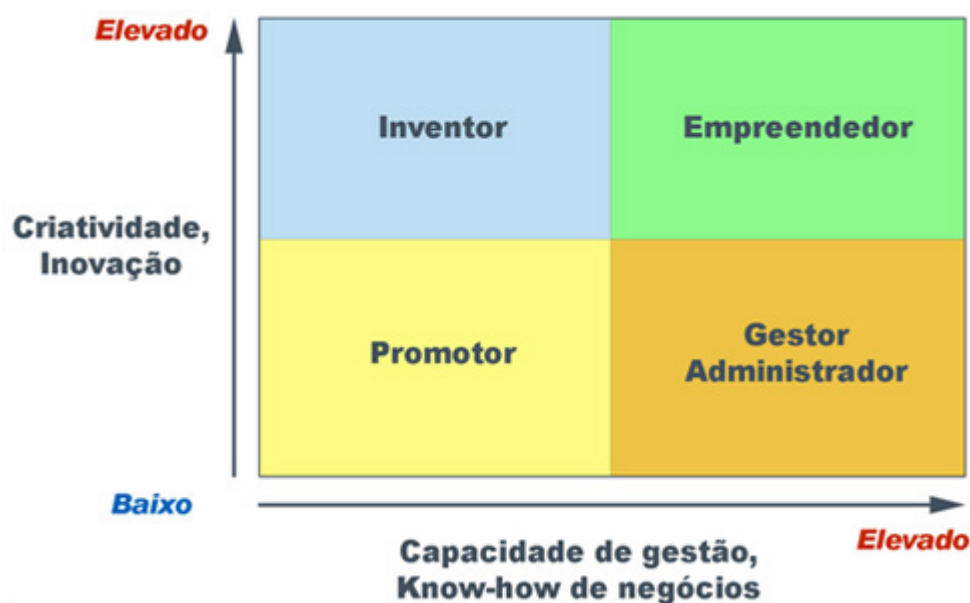 Elevado
Inventor
Empreendedor
Criatividade,
Inovação
Promotor
Gestor
Administrador
Baixo
Elevado
Capacidade de gestão,
Know-how de negócios